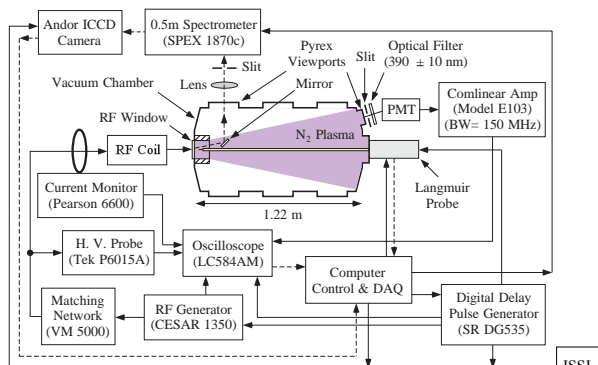 Andor ICCD
Camera
0.5m Spectrometer
(SPEX 1870c)
Slit
Lens
Pyrex
Viewports
Slit
Optical Filter
(390 ± 10 nm)
Mirror
Vacuum Chamber
RF Window
PMT
Comlinear Amp
(Model E103)
(BW= 150 MHz)
N2 Plasma
RF Coil
Current Monitor
(Pearson 6600)
1.22 m
Langmuir
Probe
H. V. Probe
(Tek P6015A)
Oscilloscope
(LC584AM)
Computer
Control & DAQ
Matching
Network
(VM 5000)
RF Generator
(CESAR 1350)
Digital Delay
Pulse Generator
(SR DG535)